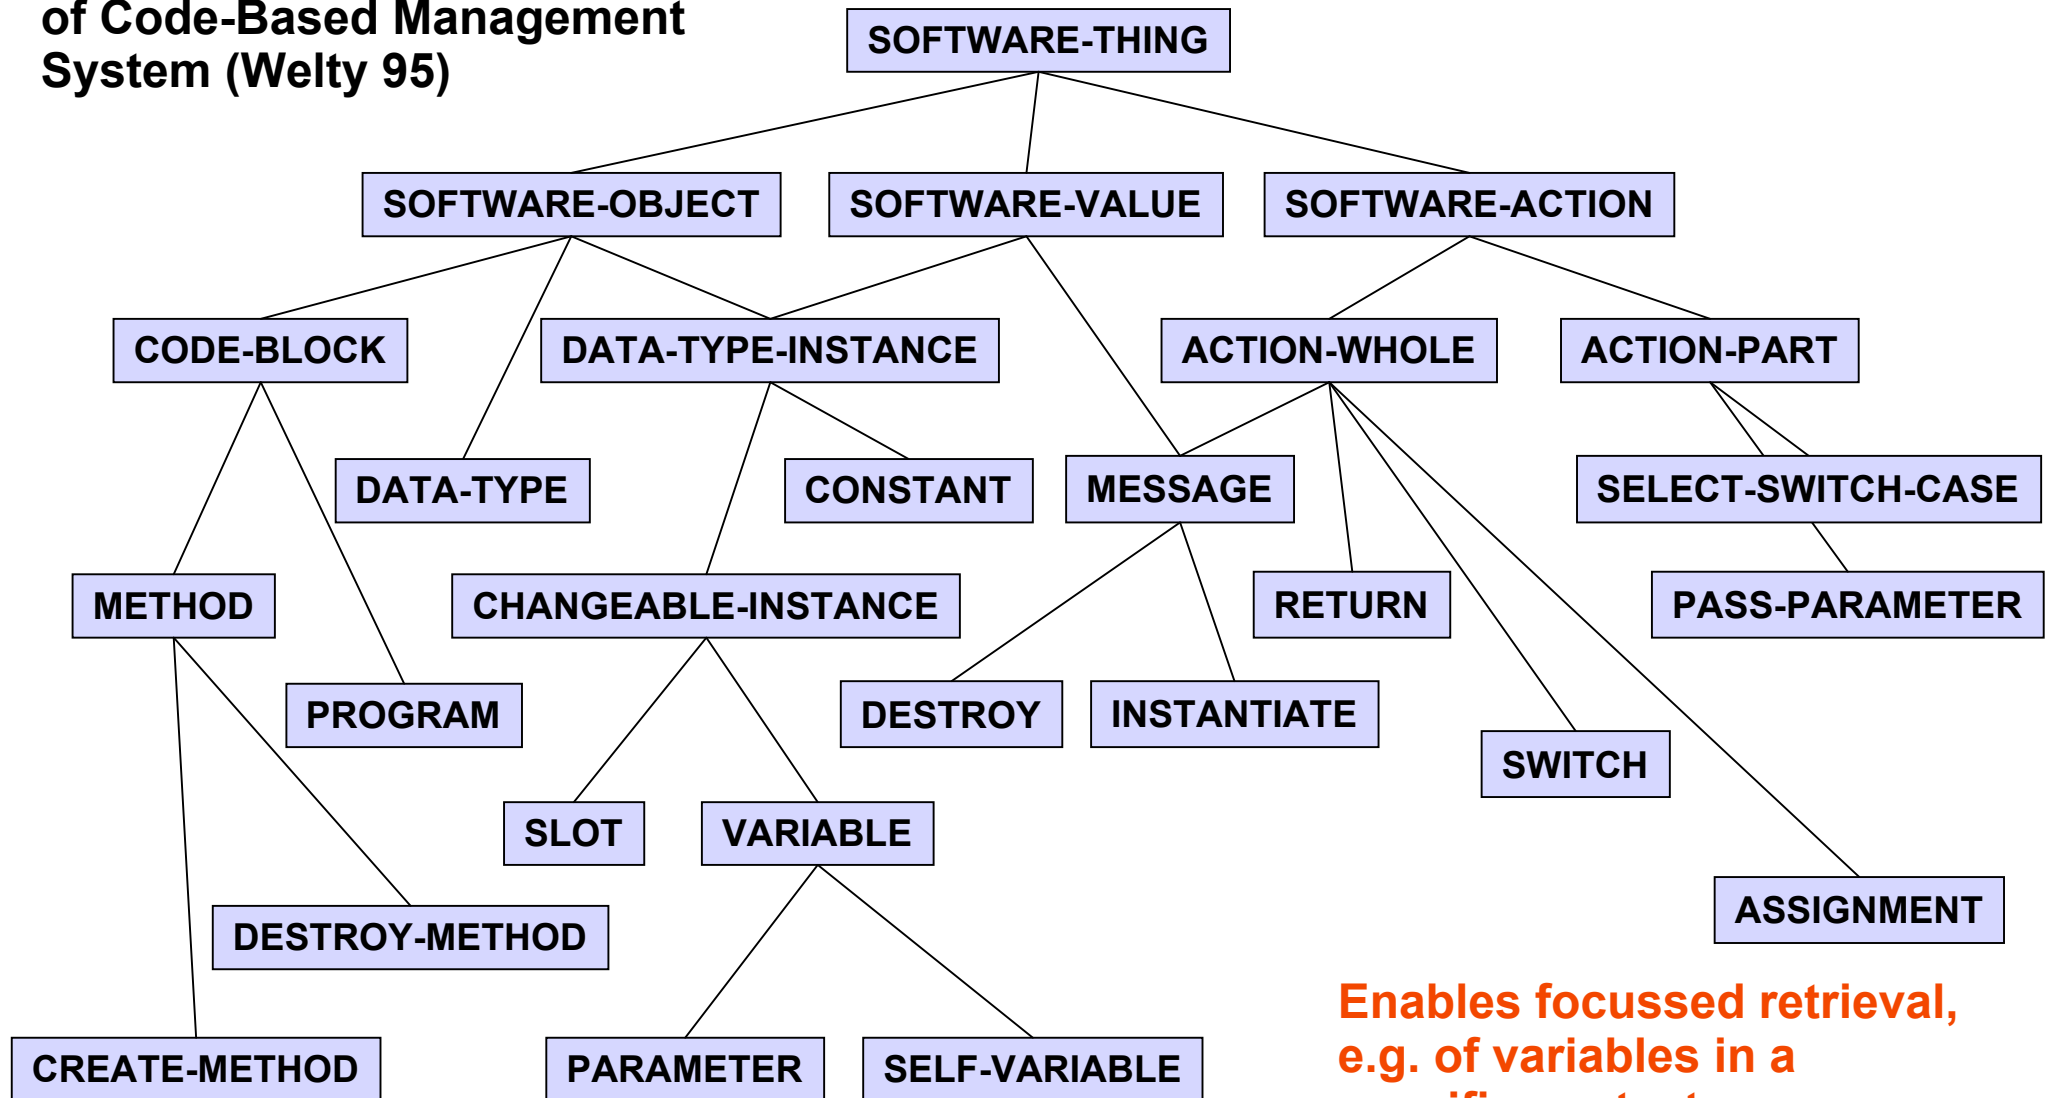 of Code-Based Management
System (Welty 95)
SOFTWARE-THING
SOFTWARE-OBJECT
SOFTWARE-VALUE
SOFTWARE-ACTION
CODE-BLOCK
DATA-TYPE-INSTANCE
ACTION-WHOLE
ACTION-PART
DATA-TYPE
CONSTANT
MESSAGE
SELECT-SWITCH-CASE
METHOD
CHANGEABLE-INSTANCE
RETURN
PASS-PARAMETER
PROGRAM
DESTROY
INSTANTIATE
SWITCH
SLOT
VARIABLE
ASSIGNMENT
DESTROY-METHOD
Enables focussed retrieval,
e.g. of variables in a
CREATE-METHOD
PARAMETER
SELF-VARIABLE